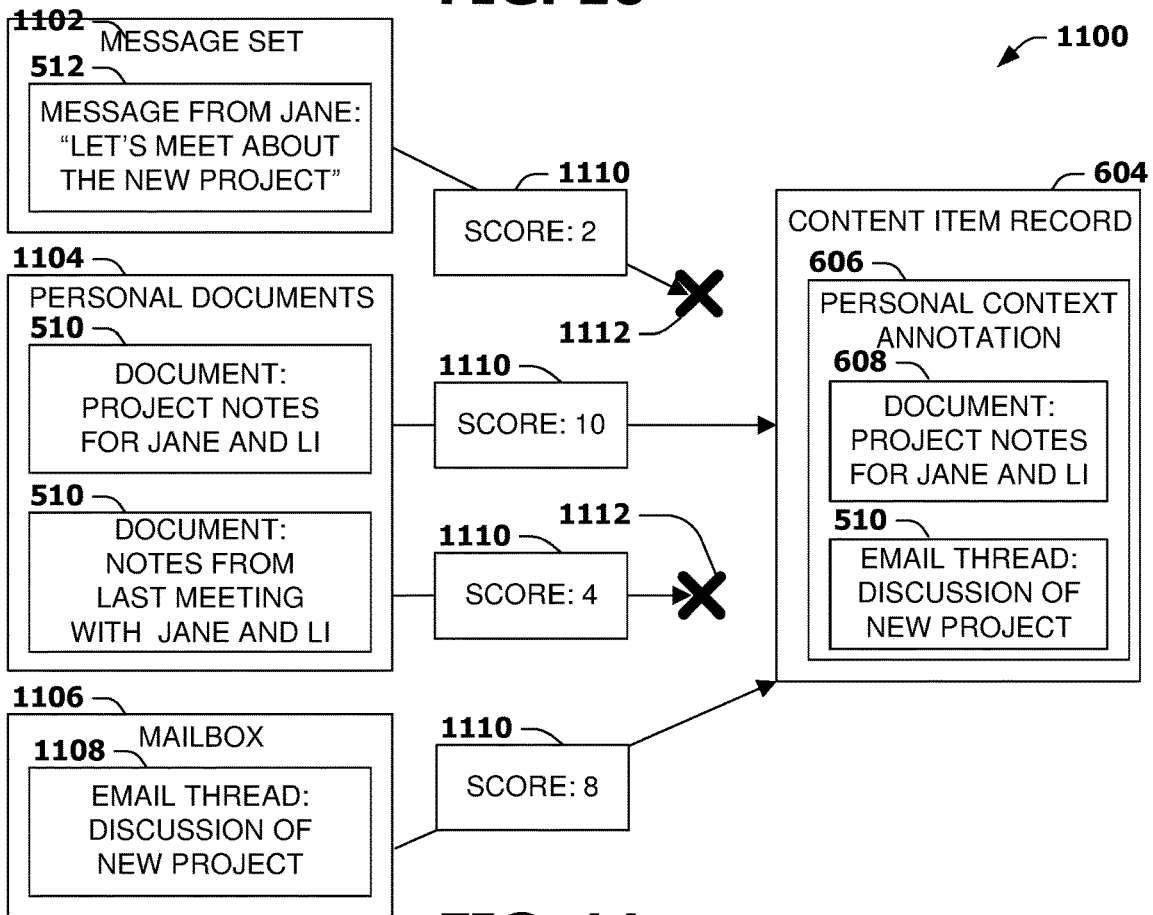 1102
MESSAGE SET
1100
512
MESSAGE FROM JANE:
“LET’S MEET ABOUT
THE NEW PROJECT”
1110
SCORE: 2
1112
604
CONTENT ITEM RECORD
606
PERSONAL CONTEXT
ANNOTATION
608
DOCUMENT:
PROJECT NOTES
FOR JANE AND LI
510
EMAIL THREAD:
DISCUSSION OF
NEW PROJECT
1104
PERSONAL DOCUMENTS
510
DOCUMENT:
PROJECT NOTES
FOR JANE AND LI
1110
SCORE: 10
510
DOCUMENT:
NOTES FROM
LAST MEETING
WITH JANE AND LI
1110
SCORE: 4
1112
1106
MAILBOX
1108
EMAIL THREAD:
DISCUSSION OF
NEW PROJECT
1110
SCORE: 8